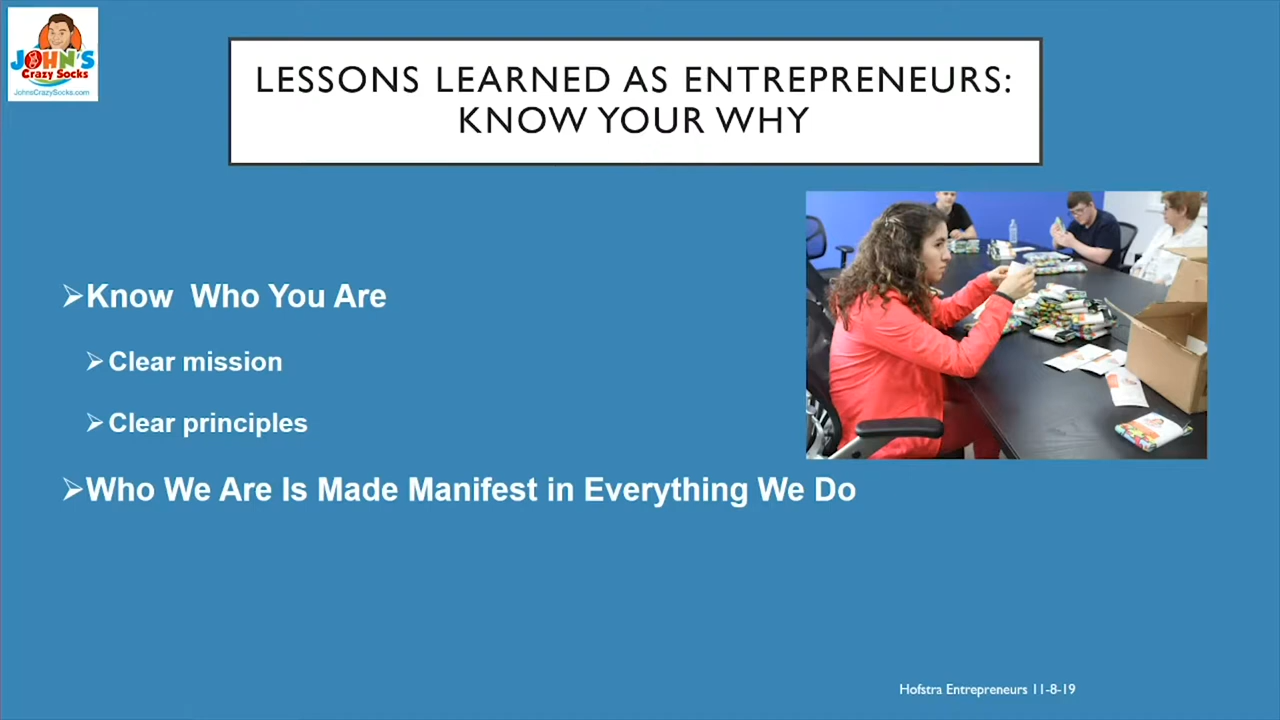 JOHN'S
Crazy Socks
JohnsCrazySocks.com
LESSONS LEARNED AS ENTREPRENEURS:
KNOW YOUR WHY
Know  Who You Are
Clear mission
Clear principles
Who We Are Is Made Manifest in Everything We Do
Hofstra Entrepreneurs 11-8-19